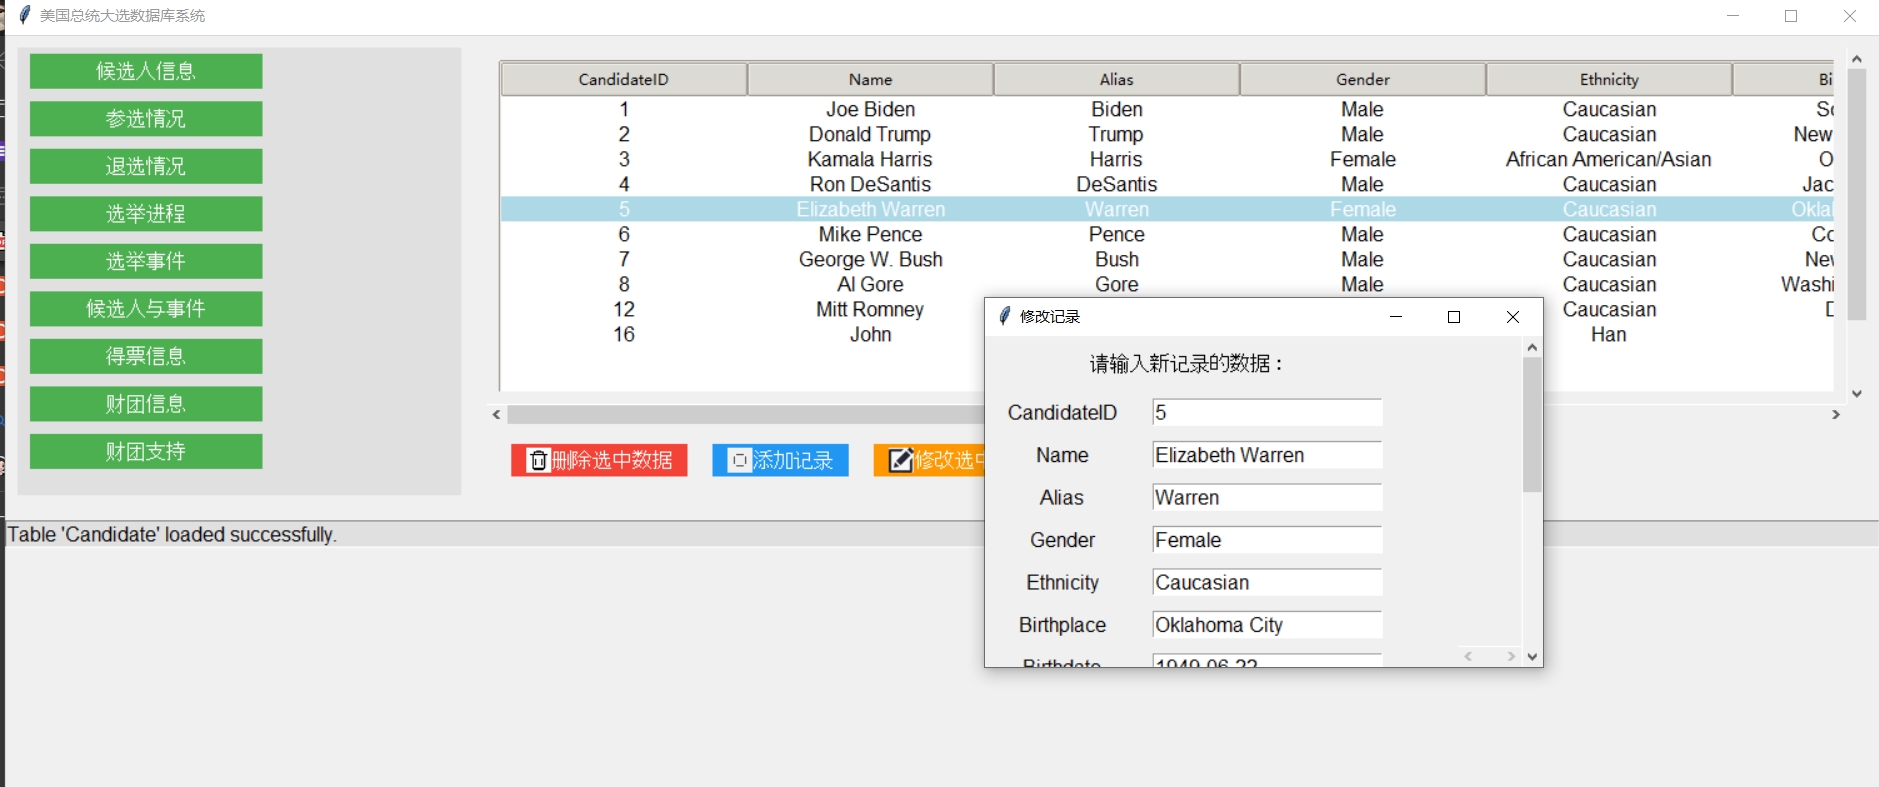 美国总统大选数据库系统
候选人信息
参选情况
退选情况
选举进程
选举事件
候选人与事件
得票信息
财团信息
财团支持
CandidateID Name Alias Gender Ethnicity Bi
1 Joe Biden Biden Male Caucasian Sc
2 Donald Trump Trump Male Caucasian New
3 Kamala Harris Harris Female African American/Asian O
4 Ron DeSantis DeSantis Male Caucasian Jac
5 Elizabeth Warren Warren Female Caucasian Okla
6 Mike Pence Pence Male Caucasian Co
7 George W. Bush Bush Male Caucasian New
8 Al Gore Gore Male Caucasian Washi
12 Mitt Romney Caucasian
16 John Han
删除选中数据 添加记录 修改选中
修改记录
请输入新记录的数据：
CandidateID 5
Name Elizabeth Warren
Alias Warren
Gender Female
Ethnicity Caucasian
Birthplace Oklahoma City
Birthdate 1949-06-22
Table 'Candidate' loaded successfully.